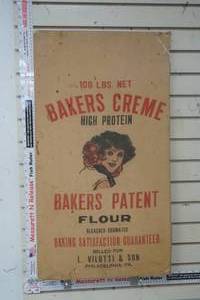 100 LBS. NET
BAKERS CREME
HIGH PROTEIN
BAKERS PATENT
FLOUR
BLEACHED BROMATED
BAKING SATISFACTION GUARANTEED
MILLED FOR
L. VILOTTI & SON
PHILADELPHIA, PA.